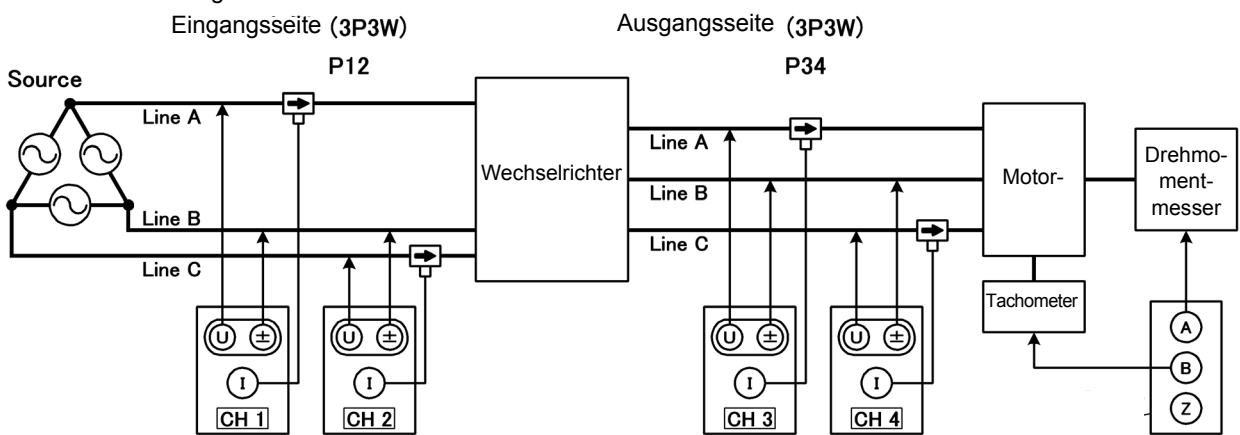 Eingangsseite (3P3W)
Ausgangsseite (3P3W)
P12
P34
Source
Line A
Line B
Line C
Wechselrichter
Line A
Line B
Line C
Motor-
Drehmo-
ment-
messer
Tachometer
U
±
I
CH 1
U
±
I
CH 2
U
±
I
CH 3
U
±
I
CH 4
A
B
Z